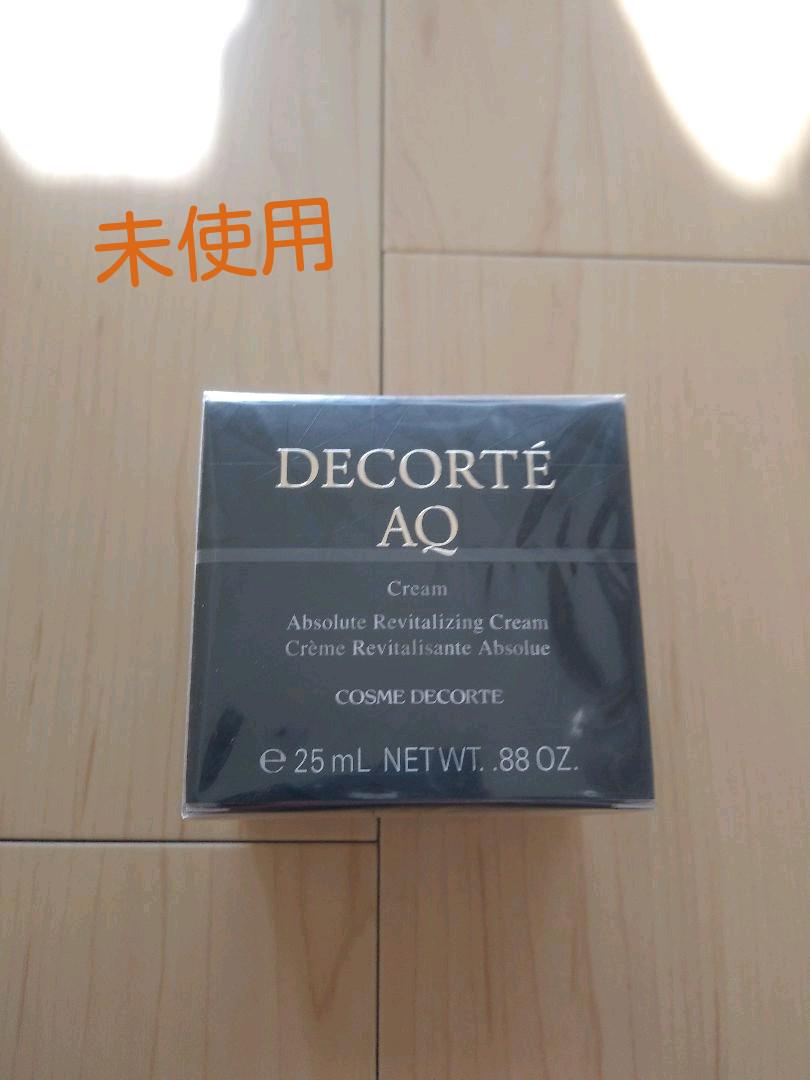 未使用
DECORTÉ
AQ
Cream
Absolute Revitalizing Cream
Crème Revitalisante Absolue
COSME DECORTE
℮ 25 mL NET WT. .88 OZ.